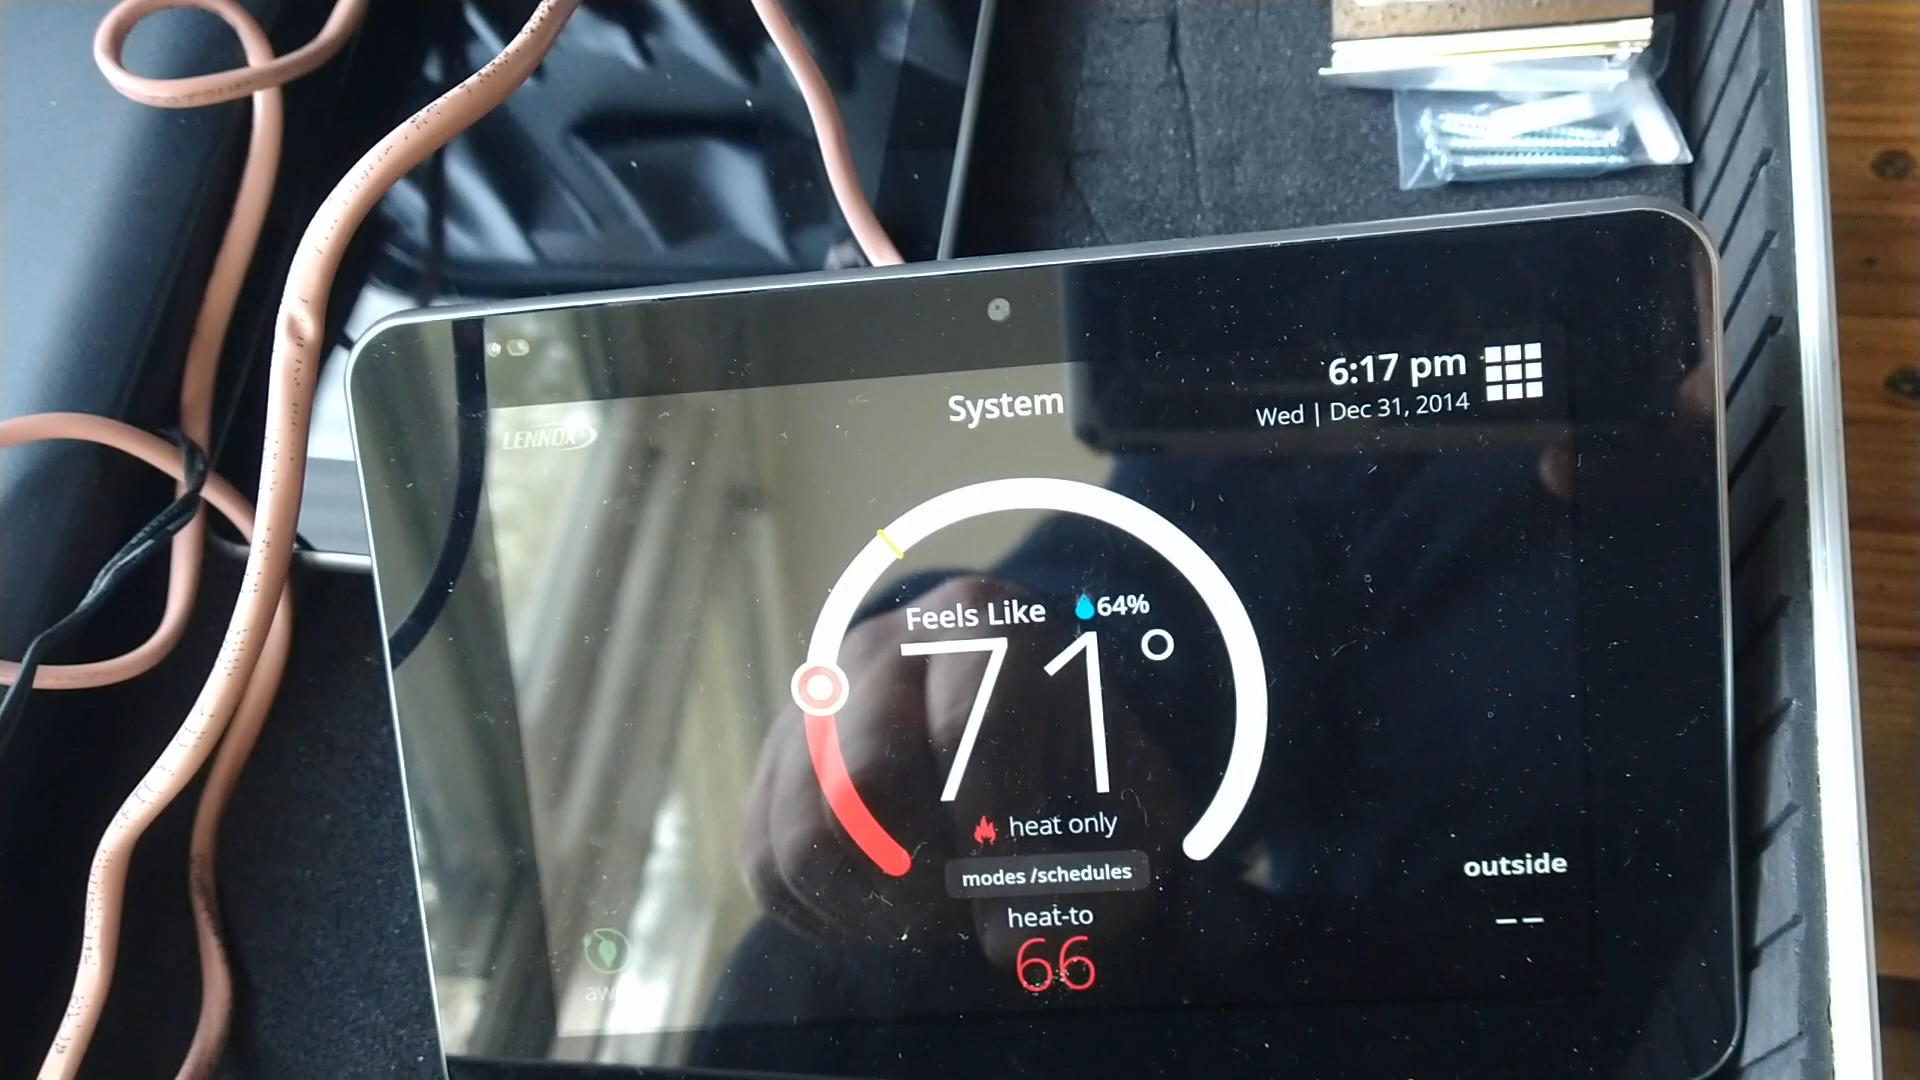 6:17 pm
System
Wed | Dec 31, 2014
LENNOX
Feels Like 64%
71°
heat only
modes /schedules
outside
heat-to
--
66